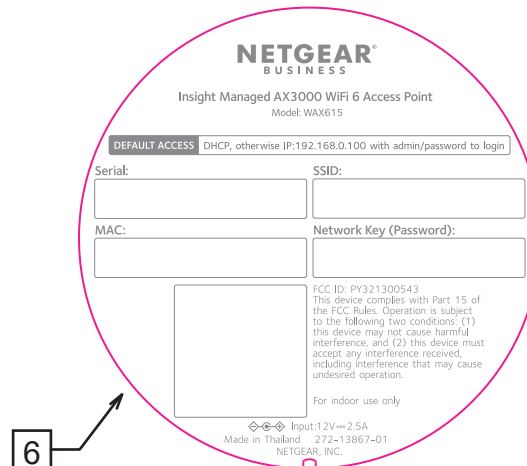 NETGEAR®
BUSINESS
Insight Managed AX3000 WiFi 6 Access Point
Model: WAX615
DEFAULT ACCESS DHCP, otherwise IP:192.168.0.100 with admin/password to login
Serial: SSID:
MAC: Network Key (Password):
FCC ID: PY321300543
This device complies with Part 15 of
the FCC Rules. Operation is subject
to the following two conditions: (1)
this device may not cause harmful
interference, and (2) this device must
accept any interference received,
including interference that may cause
undesired operation.
For indoor use only
Input:12V⎓2.5A
Made in Thailand 272-13867-01
NETGEAR, INC.
6